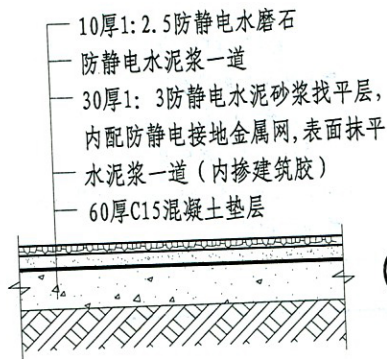 10厚1:2.5防静电水磨石
防静电水泥浆一道
30厚1: 3防静电水泥砂浆找平层,
内配防静电接地金属网,表面抹平
水泥浆一道(内掺建筑胶)
60厚C15混凝土垫层